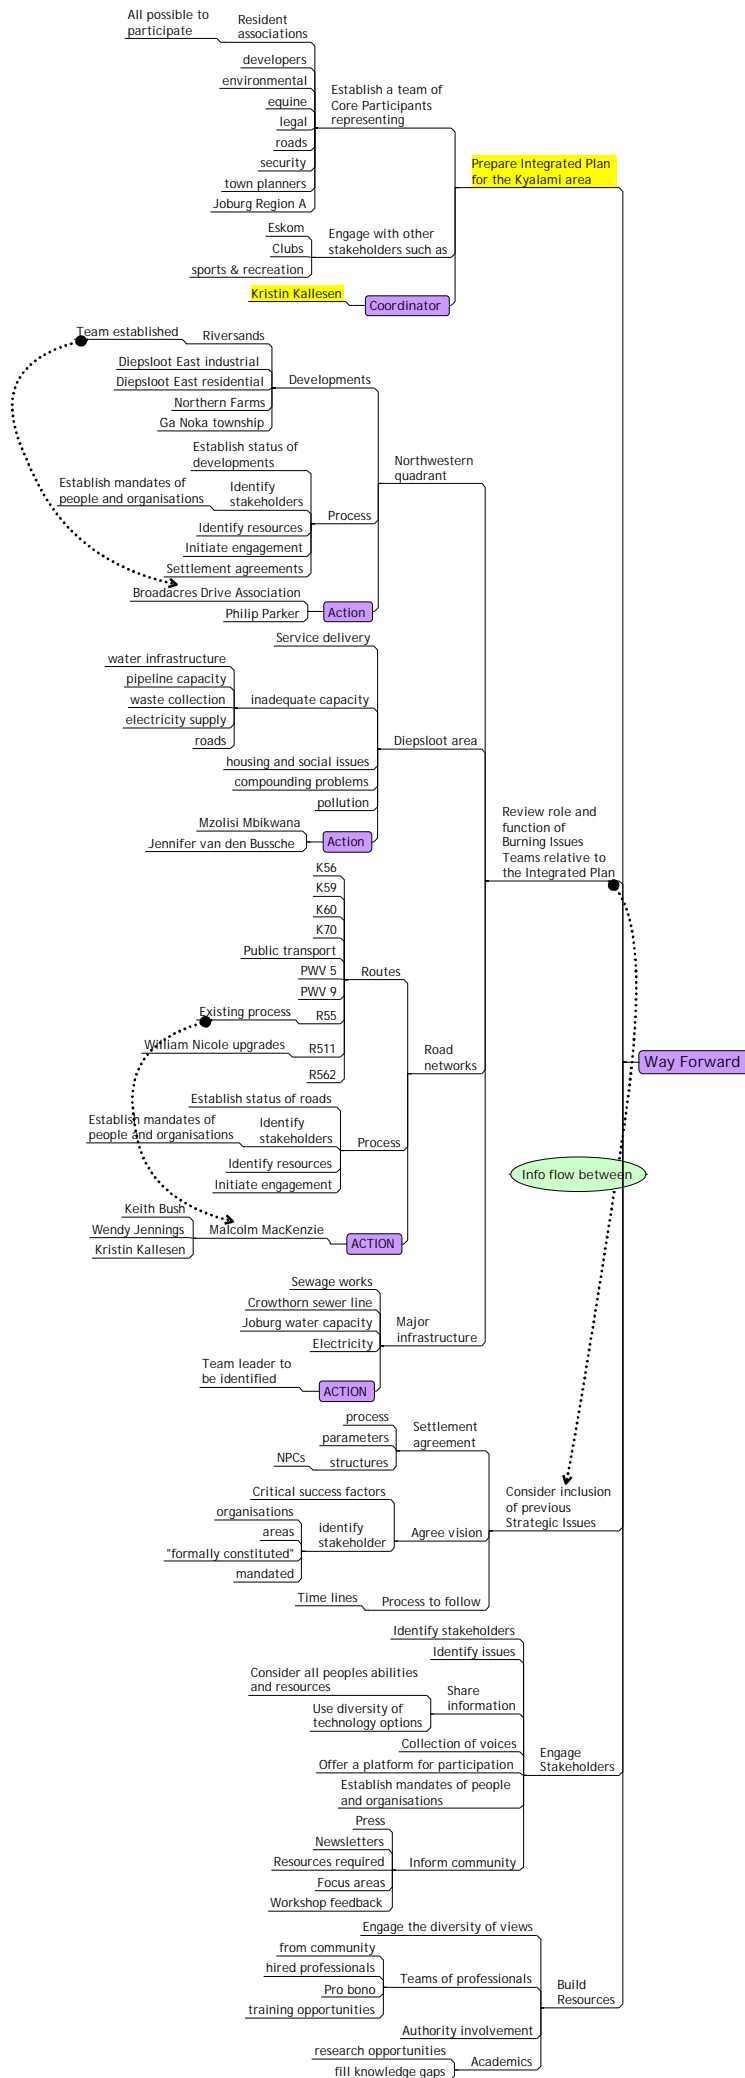 All possible to
participate
Resident
associations
developers
environmental
equine
legal
roads
security
town planners
Joburg Region A
Establish a team of
Core Participants
representing
Eskom
Clubs
sports & recreation
Engage with other
stakeholders such as
Kristin Kallesen
Coordinator
Prepare Integrated Plan
for the Kyalami area
Team established
Riversands
Diepsloot East industrial
Diepsloot East residential
Northern Farms
Ga Noka township
Developments
Establish status of
developments
Establish mandates of
people and organisations
Identify
stakeholders
Identify resources
Initiate engagement
Settlement agreements
Process
Broadacres Drive Association
Philip Parker
Action
Northwestern
quadrant
Service delivery
water infrastructure
pipeline capacity
waste collection
electricity supply
roads
inadequate capacity
housing and social issues
compounding problems
pollution
Mzolisi Mbikwana
Jennifer van den Bussche
Action
Diepsloot area
K56
K59
K60
K70
Public transport
PWV 5
PWV 9
Existing process
R55
William Nicole upgrades
R511
R562
Routes
Establish status of roads
Establish mandates of
people and organisations
Identify
stakeholders
Identify resources
Initiate engagement
Process
Keith Bush
Wendy Jennings
Kristin Kallesen
Malcolm MacKenzie
ACTION
Road
networks
Sewage works
Crowthorn sewer line
Joburg water capacity
Electricity
Team leader to
be identified
ACTION
Major
infrastructure
Review role and
function of
Burning Issues
Teams relative to
the Integrated Plan
Way Forward
Info flow between
process
parameters
NPCs
structures
Settlement
agreement
Critical success factors
organisations
areas
"formally constituted"
mandated
identify
stakeholder
Agree vision
Time lines
Process to follow
Consider inclusion
of previous
Strategic Issues
Identify stakeholders
Identify issues
Consider all peoples abilities
and resources
Use diversity of
technology options
Share
information
Collection of voices
Offer a platform for participation
Establish mandates of people
and organisations
Press
Newsletters
Resources required
Focus areas
Workshop feedback
Inform community
Engage
Stakeholders
Engage the diversity of views
from community
hired professionals
Pro bono
training opportunities
Teams of professionals
Authority involvement
research opportunities
fill knowledge gaps
Academics
Build
Resources